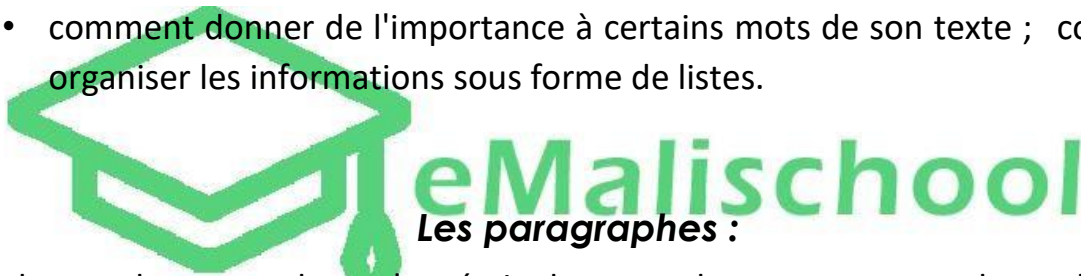 • comment donner de l'importance à certains mots de son texte ; co
organiser les informations sous forme de listes.
eMalischool
Les paragraphes :